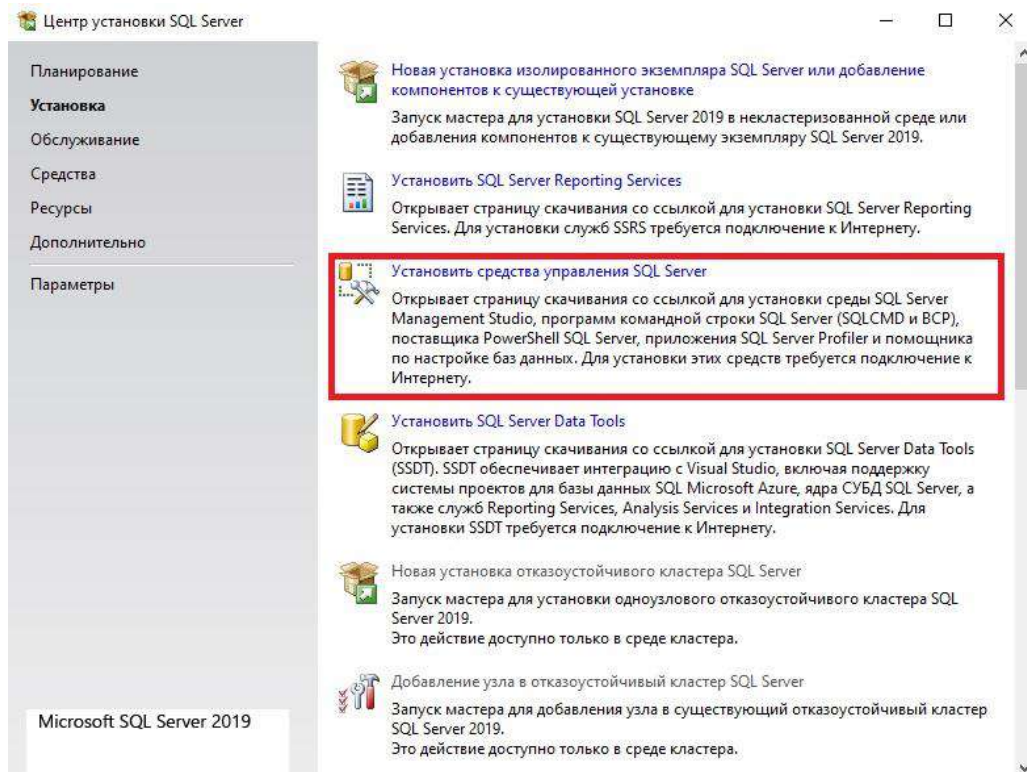 Центр установки SQL Server
Планирование
Установка
Обслуживание
Средства
Ресурсы
Дополнительно
Параметры
Microsoft SQL Server 2019
Новая установка изолированного экземпляра SQL Server или добавление
компонентов к существующей установке
Запуск мастера для установки SQL Server 2019 в некластеризованной среде или
добавления компонентов к существующему экземпляру SQL Server 2019.
Установить SQL Server Reporting Services
Открывает страницу скачивания со ссылкой для установки SQL Server Reporting
Services. Для установки служб SSRS требуется подключение к Интернету.
Установить средства управления SQL Server
Открывает страницу скачивания со ссылкой для установки среды SQL Server
Management Studio, программ командной строки SQL Server (SQLCMD и BCP),
поставщика PowerShell SQL Server, приложения SQL Server Profiler и помощника
по настройке баз данных. Для установки этих средств требуется подключение к
Интернету.
Установить SQL Server Data Tools
Открывает страницу скачивания со ссылкой для установки SQL Server Data Tools
(SSDT). SSDT обеспечивает интеграцию с Visual Studio, включая поддержку
системы проектов для базы данных SQL Microsoft Azure, ядра СУБД SQL Server, а
также служб Reporting Services, Analysis Services и Integration Services. Для
установки SSDT требуется подключение к Интернету.
Новая установка отказоустойчивого кластера SQL Server
Запуск мастера для установки одноузлового отказоустойчивого кластера SQL
Server 2019.
Это действие доступно только в среде кластера.
Добавление узла в отказоустойчивый кластер SQL Server
Запуск мастера для добавления узла в существующий отказоустойчивый кластер
SQL Server 2019.
Это действие доступно только в среде кластера.